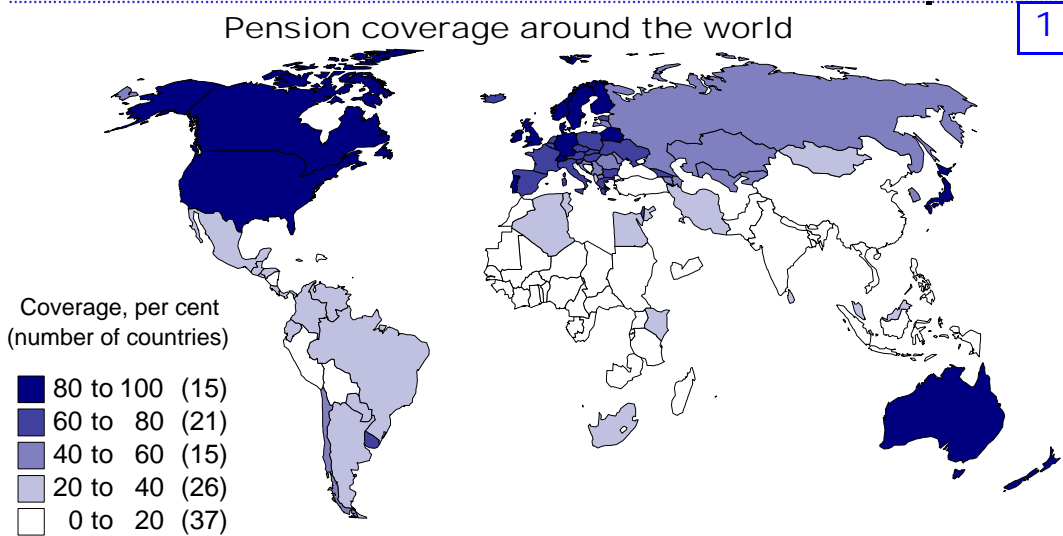 Pension coverage around the world
1
Coverage, per cent
(number of countries)
80 to 100 (15)
60 to 80 (21)
40 to 60 (15)
20 to 40 (26)
0 to 20 (37)